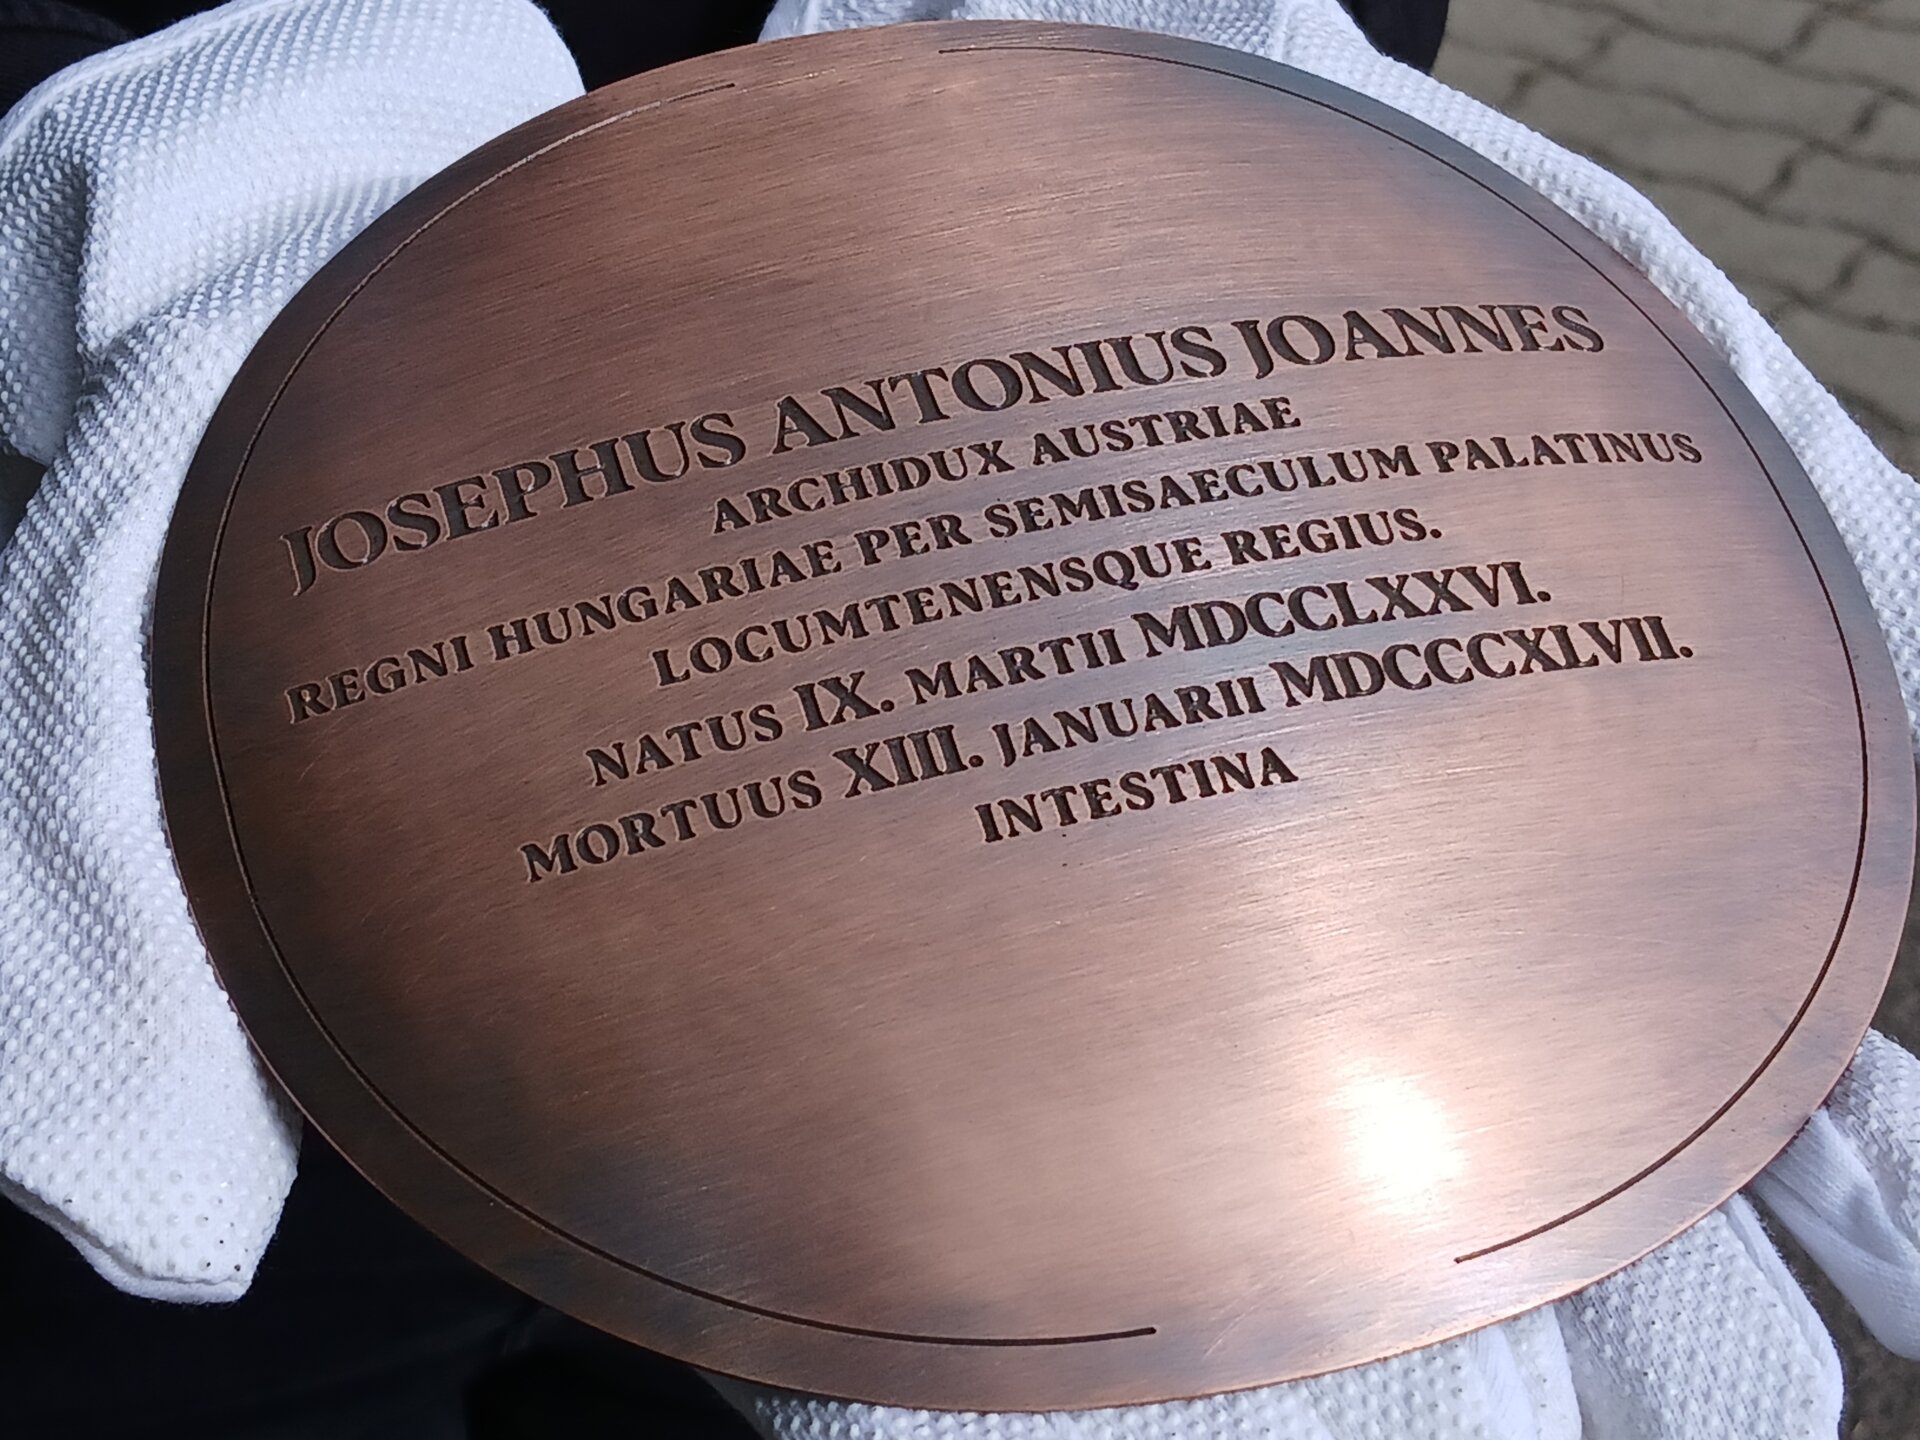 JOSEPHUS ANTONIUS JOANNES
ARCHIDUX AUSTRIAE
REGNI HUNGARIAE PER SEMISAECULUM PALATINUS
LOCUMTENENSQUE REGIUS.
NATUS IX. MARTII MDCCLXXVI.
MORTUUS XIII. JANUARII MDCCCXLVII.
INTESTINA